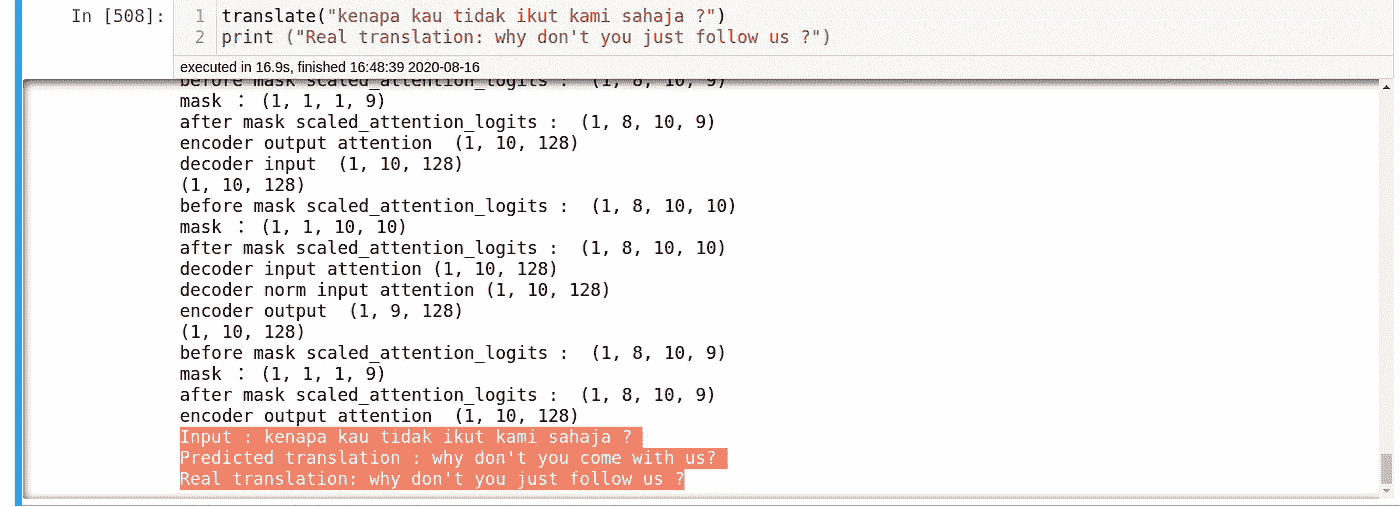 In [508]:
1 translate("kenapa kau tidak ikut kami sahaja ?")
2 print ("Real translation: why don't you just follow us ?")
executed in 16.9s, finished 16:48:39 2020-08-16
before mask scaled_attention_logits :  (1, 8, 10, 9)
mask : (1, 1, 1, 9)
after mask scaled_attention_logits :  (1, 8, 10, 9)
encoder output attention  (1, 10, 128)
decoder input  (1, 10, 128)
(1, 10, 128)
before mask scaled_attention_logits :  (1, 8, 10, 10)
mask : (1, 1, 10, 10)
after mask scaled_attention_logits :  (1, 8, 10, 10)
decoder input attention (1, 10, 128)
decoder norm input attention (1, 10, 128)
encoder output  (1, 9, 128)
(1, 10, 128)
before mask scaled_attention_logits :  (1, 8, 10, 9)
mask : (1, 1, 1, 9)
after mask scaled_attention_logits :  (1, 8, 10, 9)
encoder output attention  (1, 10, 128)
Input : kenapa kau tidak ikut kami sahaja ?
Predicted translation : why don't you come with us?
Real translation: why don't you just follow us ?